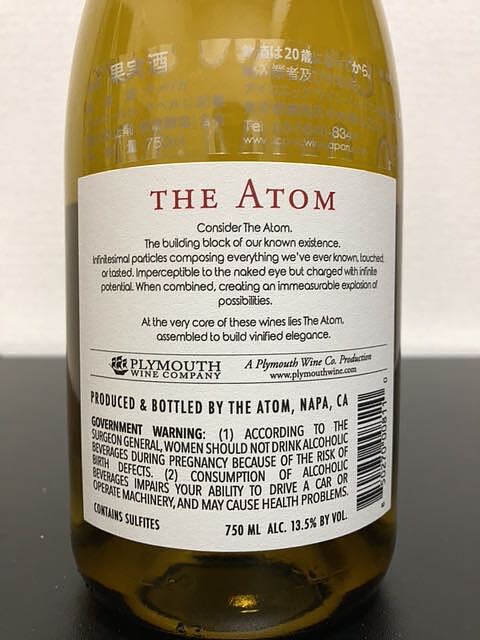 果実酒
酒は20歳 から
Tel
834
THE ATOM
Consider The Atom.
The building block of our known existence.
Infinitesimal particles composing everything we've ever known, touched,
or tasted. Imperceptible to the naked eye but charged with infinite
potential. When combined, creating an immeasurable explosion of
possibilities.
At the very core of these wines lies The Atom,
assembled to build vinified elegance.
PLYMOUTH
WINE COMPANY
A Plymouth Wine Co. Production
www.plymouthwine.com
PRODUCED & BOTTLED BY THE ATOM, NAPA, CA
GOVERNMENT WARNING: (1) ACCORDING TO THE
SURGEON GENERAL, WOMEN SHOULD NOT DRINK ALCOHOLIC
BEVERAGES DURING PREGNANCY BECAUSE OF THE RISK OF
BIRTH DEFECTS. (2) CONSUMPTION OF ALCOHOLIC
BEVERAGES IMPAIRS YOUR ABILITY TO DRIVE A CAR OR
OPERATE MACHINERY, AND MAY CAUSE HEALTH PROBLEMS.
CONTAINS SULFITES
750 ML ALC. 13.5% BY VOL.